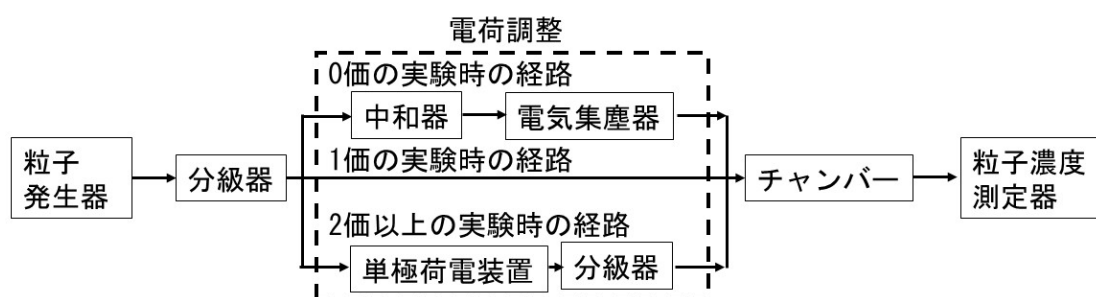 電荷調整
0価の実験時の経路
中和器
電気集塵器
粒子
発生器
分級器
1価の実験時の経路
チャンバー
粒子濃度
測定器
2価以上の実験時の経路
単極荷電装置
分級器